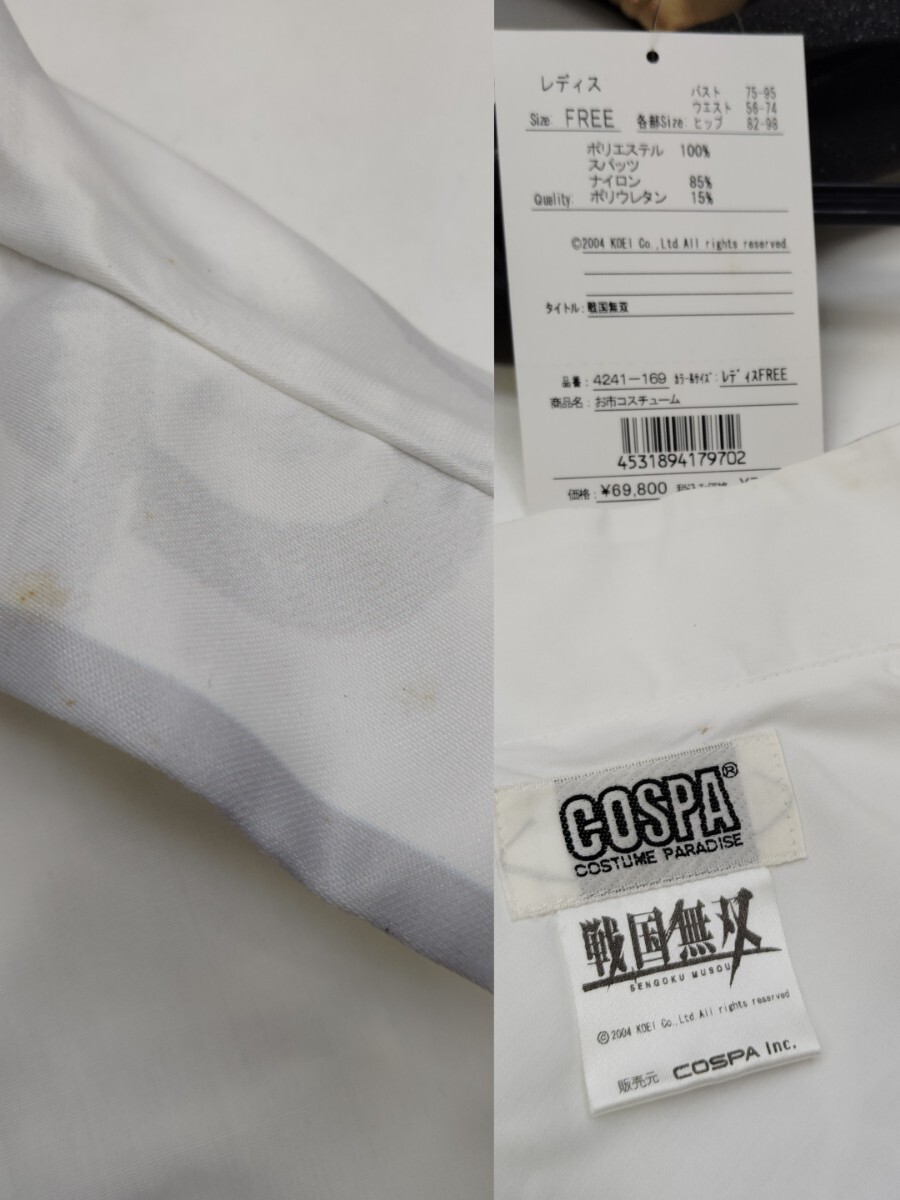 レディス
Size: FREE 各部Size: バスト 75-95
ウエスト 56-74
ヒップ 82-98
ポリエステル 100%
スパッツ
ナイロン 85%
Quality: ポリウレタン 15%
©2004 KOEI Co.,Ltd.All rights reserved.
タイトル: 戦国無双
品番: 4241-169 ｶﾗｰ&ｻｲｽﾞ: レディスFREE
商品名: お市コスチューム
4531894179702
価格: ¥69,800
COSPA®
COSTUME PARADISE
戦国無双
SENGOKU MUSOU
©2004 KOEI Co.,Ltd.All rights reserved
販売元 COSPA Inc.